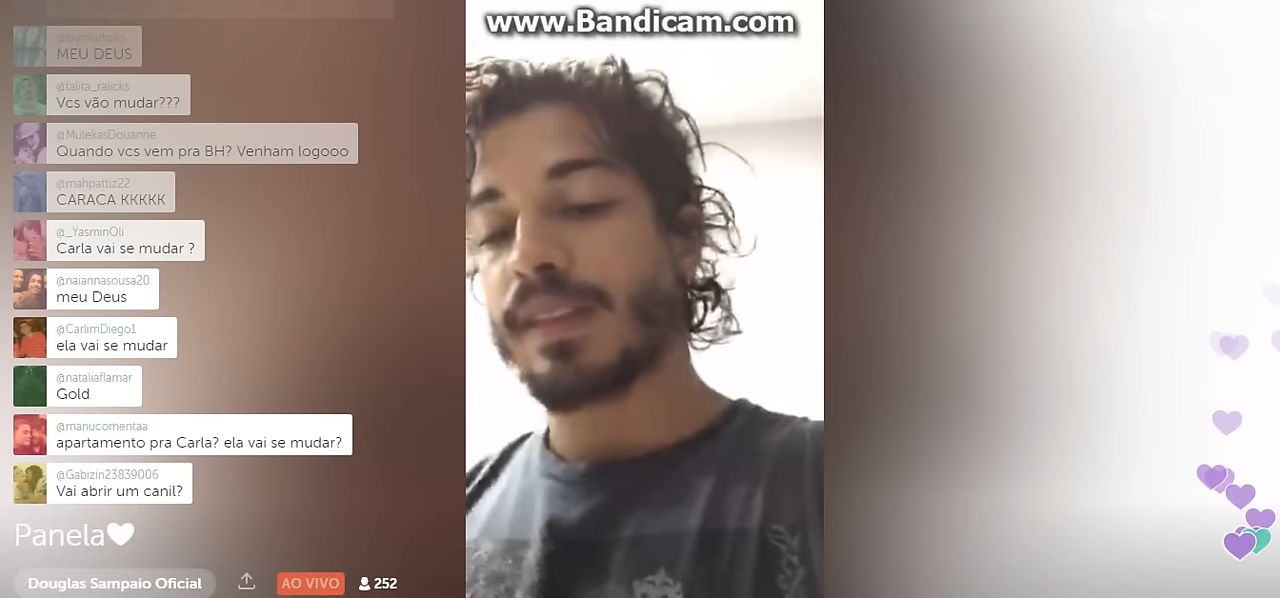 www.Bandicam.com
MEU DEUS
@talita_ralicks
Vcs vão mudar???
@MulekasDouanne
Quando vcs vem pra BH? Venham logooo
@mahpattiz22
CARACA KKKKK
@_YasminOli
Carla vai se mudar ?
@naiannasousa20
meu Deus
@CarlimDiego1
ela vai se mudar
@nataliaflamar
Gold
@manucomentaa
apartamento pra Carla? ela vai se mudar?
@Gabizin23839006
Vai abrir um canil?
Panela
Douglas Sampaio Oficial
AO VIVO
252